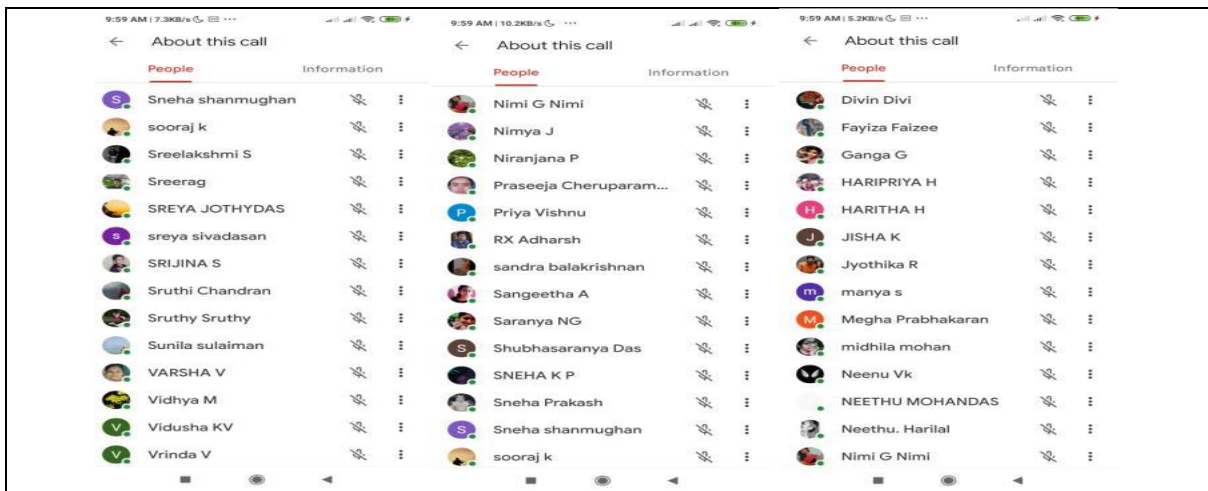 9:59 AM | 7.3KB/s
About this call
People Information
S Sneha shanmughan
sooraj k
Sreelakshmi S
Sreerag
SREYA JOTHYDAS
s sreya sivadasan
SRIJINA S
Sruthi Chandran
Sruthy Sruthy
Sunila sulaiman
VARSHA V
Vidhya M
V Vidusha KV
V Vrinda V
9:59 AM | 10.2KB/s
About this call
People Information
Nimi G Nimi
Nimya J
Niranjana P
Praseeja Cheruparam...
P Priya Vishnu
RX Adharsh
sandra balakrishnan
Sangeetha A
Saranya NG
S Shubhasaranya Das
SNEHA K P
Sneha Prakash
S Sneha shanmughan
sooraj k
9:59 AM | 5.2KB/s
About this call
People Information
Divin Divi
Fayiza Faizee
Ganga G
HARIPRIYA H
H HARITHA H
J JISHA K
Jyothika R
m manya s
M Megha Prabhakaran
midhila mohan
Neenu Vk
NEETHU MOHANDAS
Neethu. Harilal
Nimi G Nimi